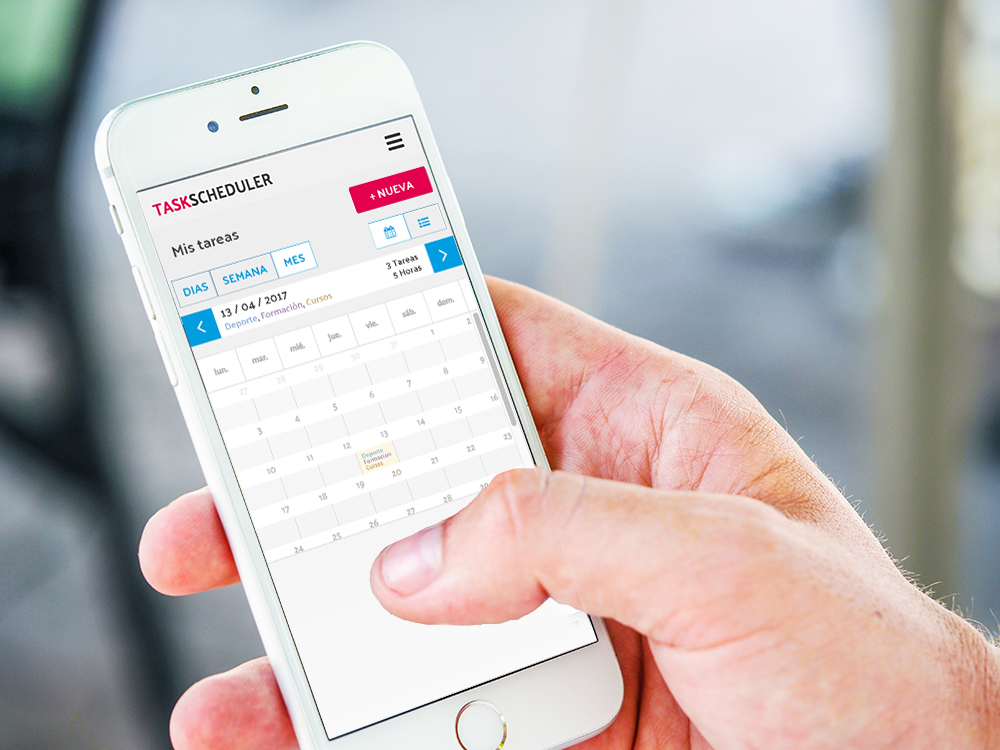 TASKSCHEDULER
+ NUEVA
Mis tareas
DIAS SEMANA MES
13 / 04 / 2017
Deporte, Formación, Cursos
3 Tareas
5 Horas
lun. mar. mié. jue. vie. sáb. dom.
27 28 29 30 31 1 2
3 4 5 6 7 8 9
10 11 12 13 14 15 16
Deporte
Formación
Cursos
17 18 19 20 21 22 23
24 25 26 27 28 29